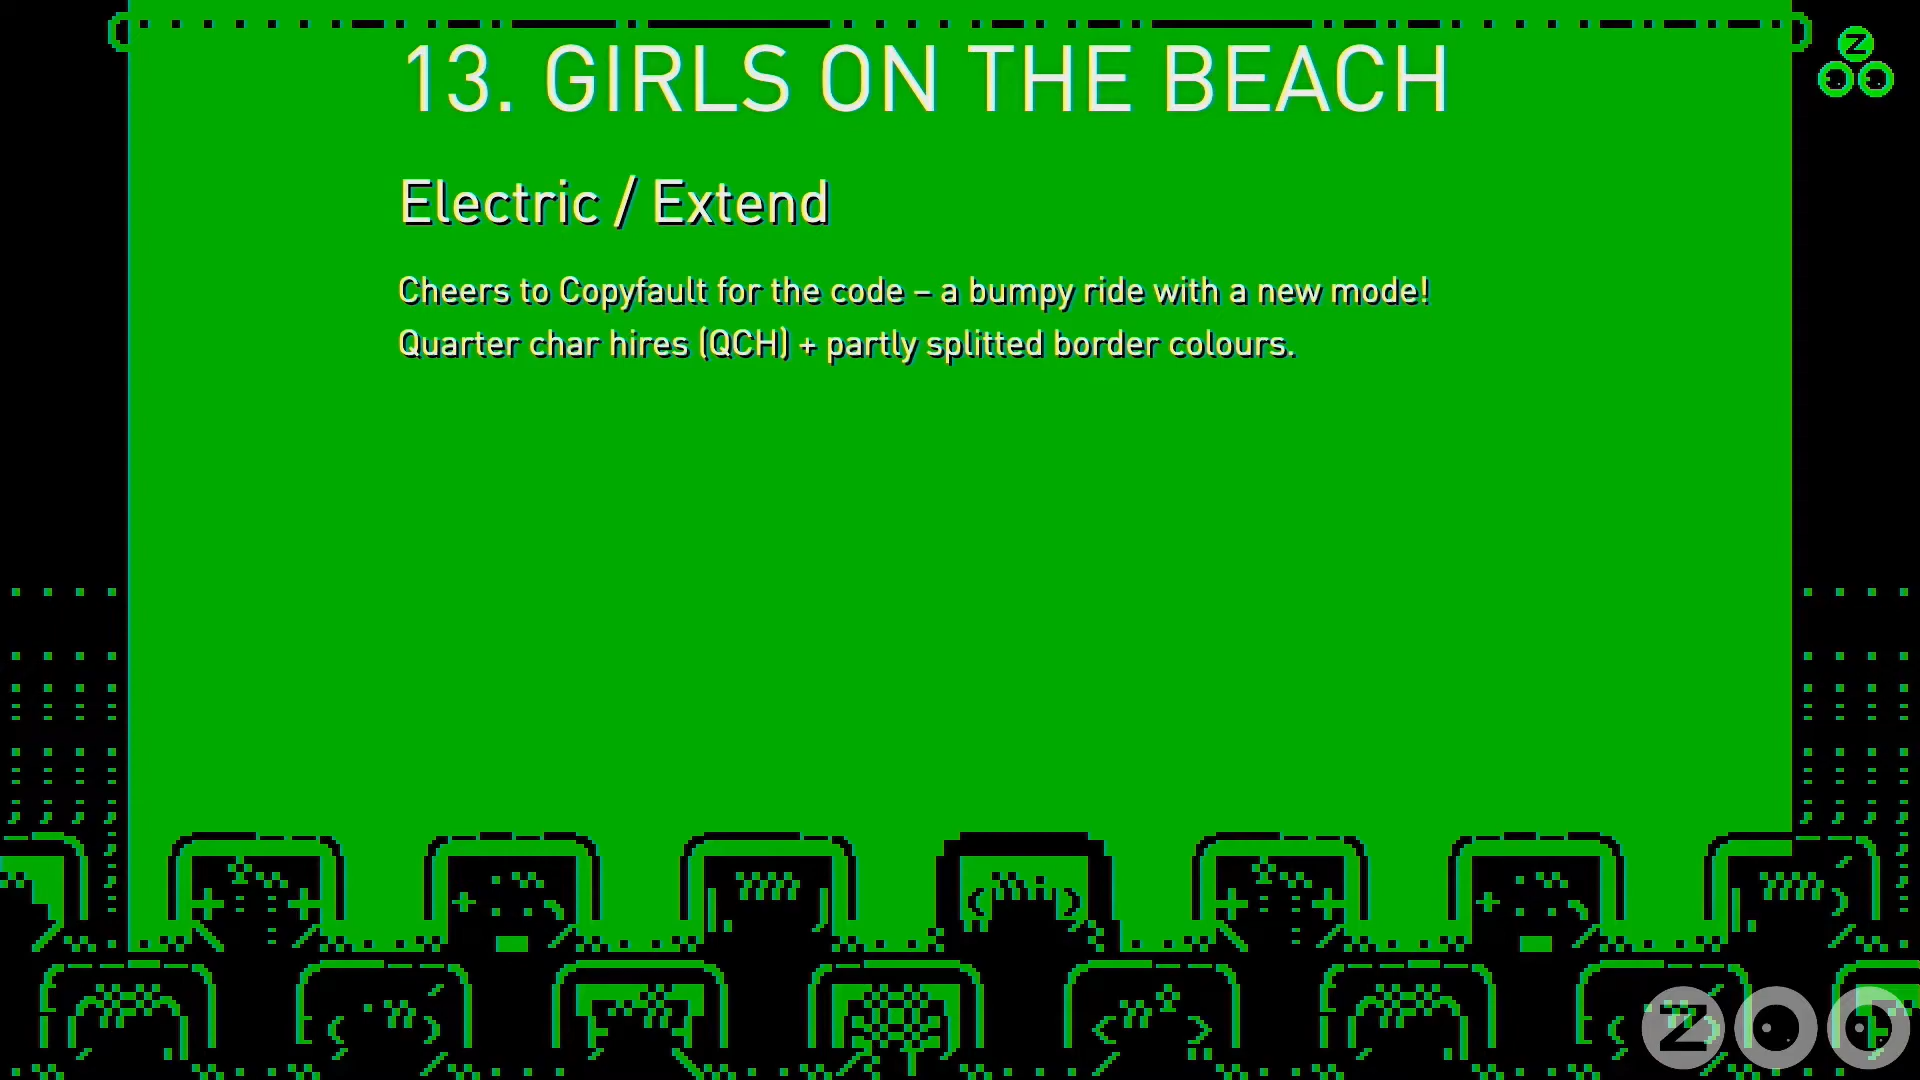 13. GIRLS ON THE BEACH
Z
Electric / Extend
Cheers to Copyfault for the code – a bumpy ride with a new mode!
Quarter char hires (QCH) + partly splitted border colours.
ZOO